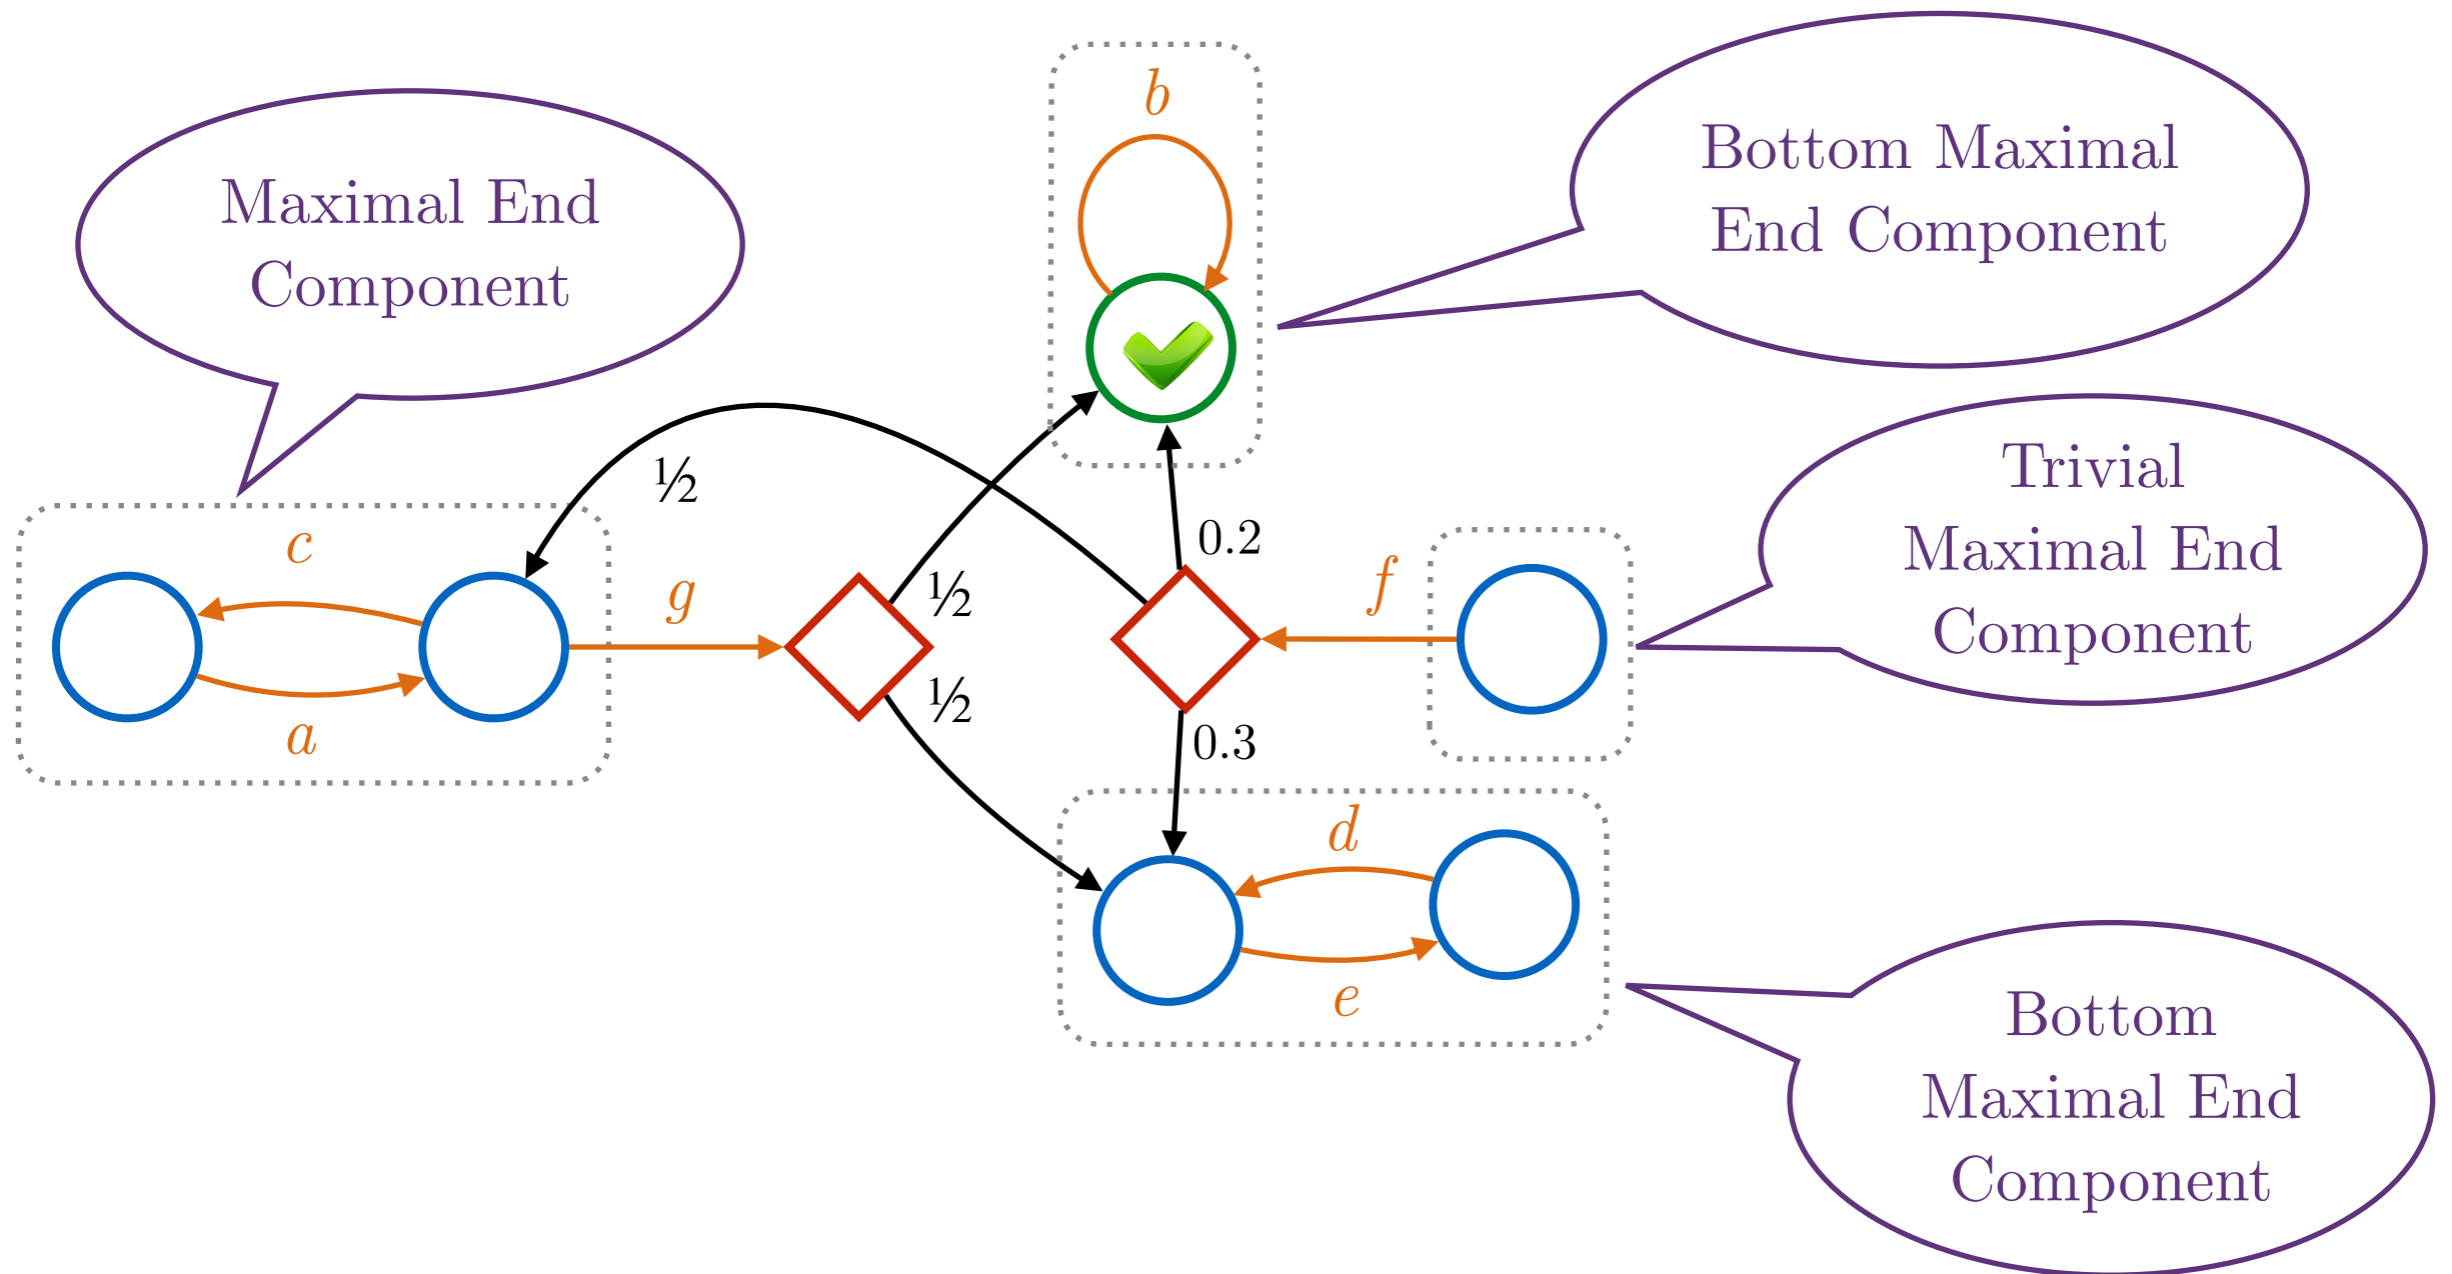 b
Bottom Maximal
End Component
Maximal End
Component
½
Trivial
Maximal End
Component
c
g
½
0.2
f
a
½
0.3
d
e
Bottom
Maximal End
Component